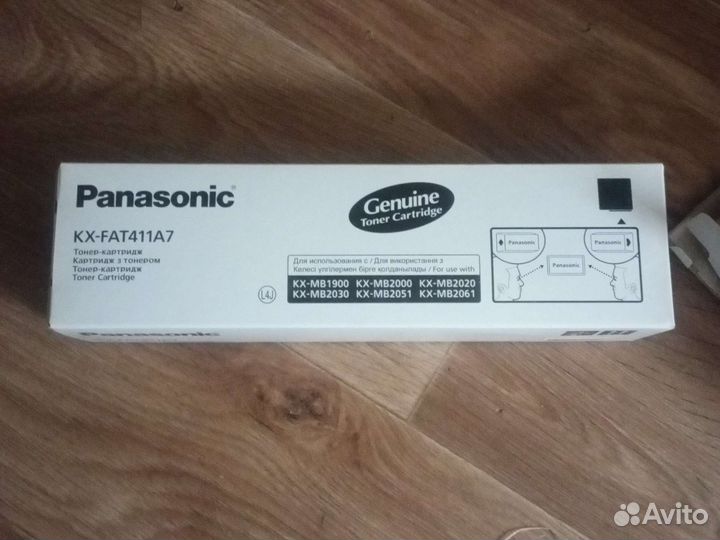 Panasonic®
KX-FAT411A7
Тонер-картридж
Картридж з тонером
Тонер-картридж
Toner Cartridge
Genuine
Toner Cartridge
Для использования с / Для використання з
Келесі үлгілермен бірге қолданылады / For use with
KX-MB1900 KX-MB2000 KX-MB2020
KX-MB2030 KX-MB2051 KX-MB2061
L4J
Panasonic
Panasonic
Panasonic
Panasonic
Avito